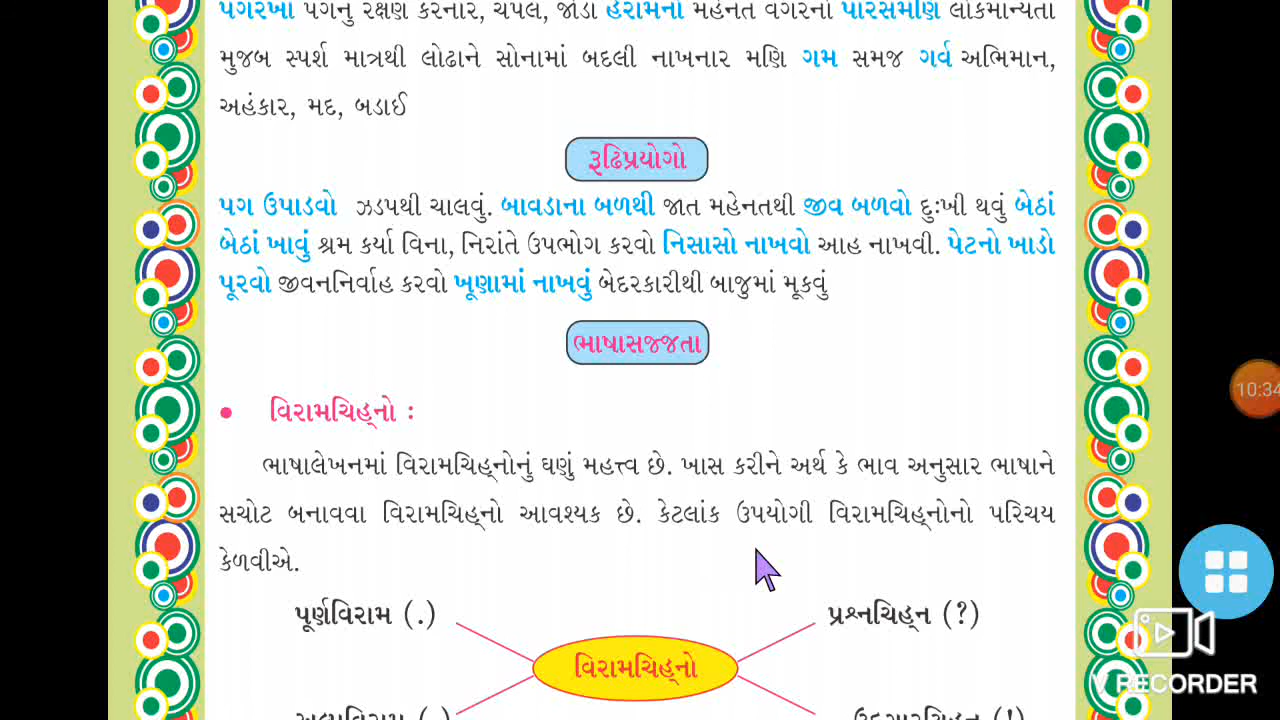 પગરખાં પગનું રક્ષણ કરનાર, ચંપલ, જોડા હરામનો મહેનત વગરનો પારસમણિ લોકમાન્યતા
મુજબ સ્પર્શ માત્રથી લોઢાને સોનામાં બદલી નાખનાર મણિ ગમ સમજ ગર્વ અભિમાન,
અહંકાર, મદ, બડાઈ
રૂઢિપ્રયોગો
પગ ઉપાડવો ઝડપથી ચાલવું. બાવડાના બળથી જાત મહેનતથી જીવ બળવો દુઃખી થવું બેઠાં
બેઠાં ખાવું શ્રમ કર્યા વિના, નિરાંતે ઉપભોગ કરવો નિસાસો નાખવો આહ નાખવી. પેટનો ખાડો
પૂરવો જીવનનિર્વાહ કરવો ખૂણામાં નાખવું બેદરકારીથી બાજુમાં મૂકવું
ભાષાસજ્જતા
• વિરામચિહ્નો :
ભાષાલેખનમાં વિરામચિહ્નોનું ઘણું મહત્ત્વ છે. ખાસ કરીને અર્થ કે ભાવ અનુસાર ભાષાને
સચોટ બનાવવા વિરામચિહ્નો આવશ્યક છે. કેટલાંક ઉપયોગી વિરામચિહ્નોનો પરિચય
કેળવીએ.
પૂર્ણવિરામ (.) પ્રશ્નચિહ્ન (?)
વિરામચિહ્નો
10:34
V RECORDER